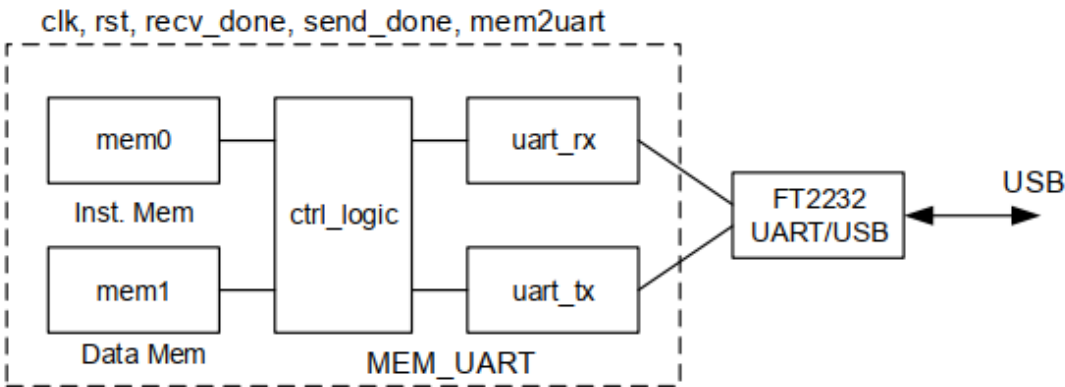 clk, rst, recv_done, send_done, mem2uart
mem0
uart_rx
Inst. Mem
ctrl_logic
FT2232
UART/USB
USB
mem1
uart_tx
Data Mem
MEM_UART